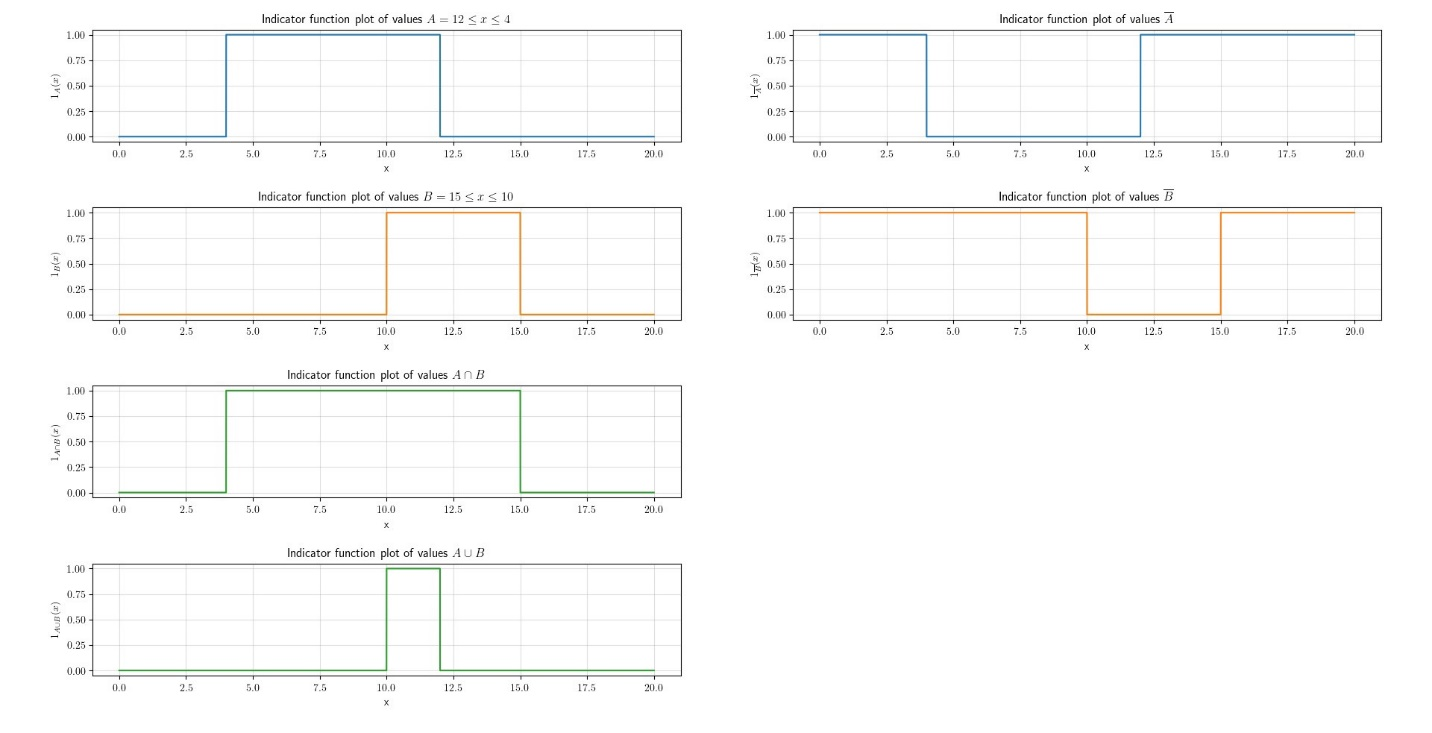 Indicator function plot of values A = 12 ≤ x ≤ 4
1.00
0.75
0.50
0.25
0.00
1_A(x)
0.0 2.5 5.0 7.5 10.0 12.5 15.0 17.5 20.0
x
Indicator function plot of values A̅
1.00
0.75
0.50
0.25
0.00
1_A̅(x)
0.0 2.5 5.0 7.5 10.0 12.5 15.0 17.5 20.0
x
Indicator function plot of values B = 15 ≤ x ≤ 10
1.00
0.75
0.50
0.25
0.00
1_B(x)
0.0 2.5 5.0 7.5 10.0 12.5 15.0 17.5 20.0
x
Indicator function plot of values B̅
1.00
0.75
0.50
0.25
0.00
1_B̅(x)
0.0 2.5 5.0 7.5 10.0 12.5 15.0 17.5 20.0
x
Indicator function plot of values A ∩ B
1.00
0.75
0.50
0.25
0.00
1_A∩B(x)
0.0 2.5 5.0 7.5 10.0 12.5 15.0 17.5 20.0
x
Indicator function plot of values A ∪ B
1.00
0.75
0.50
0.25
0.00
1_A∪B(x)
0.0 2.5 5.0 7.5 10.0 12.5 15.0 17.5 20.0
x